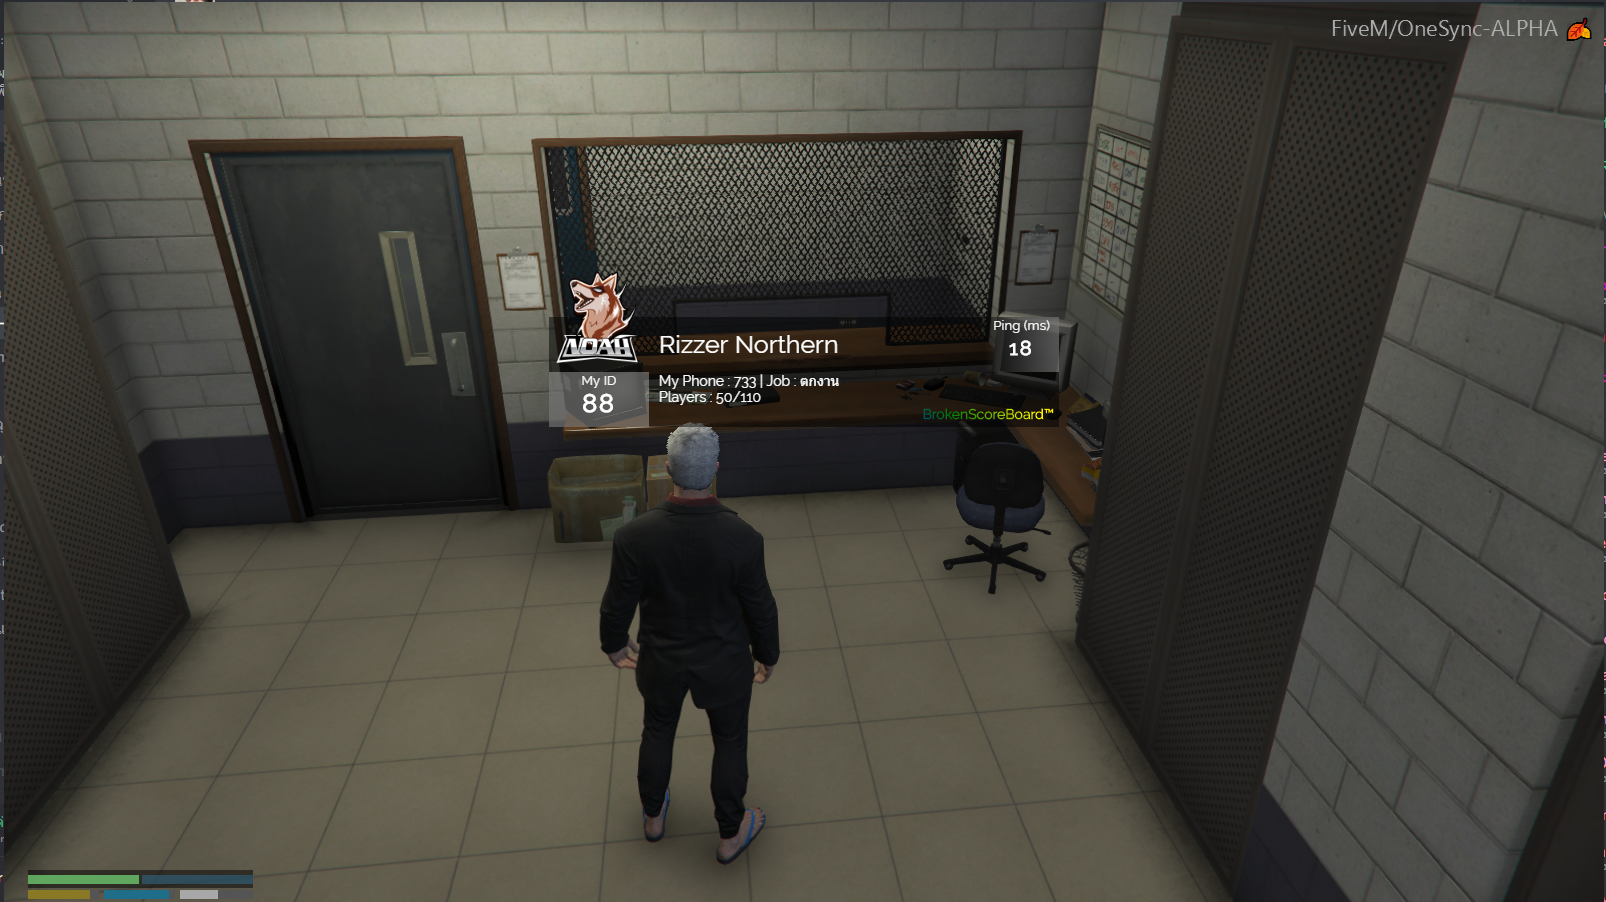 FiveM/OneSync-ALPHA
NOAH
Rizzer Northern
Ping (ms)
18
My ID
88
My Phone : 733 | Job : ตกงาน
Players : 50/110
BrokenScoreBoard™